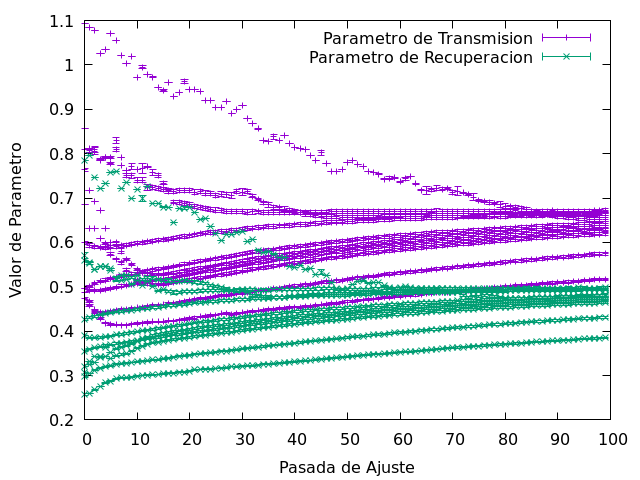 1.1
1
0.9
0.8
0.7
0.6
0.5
0.4
0.3
0.2
Valor de Parametro
Parametro de Transmision
Parametro de Recuperacion
0 10 20 30 40 50 60 70 80 90 100
Pasada de Ajuste